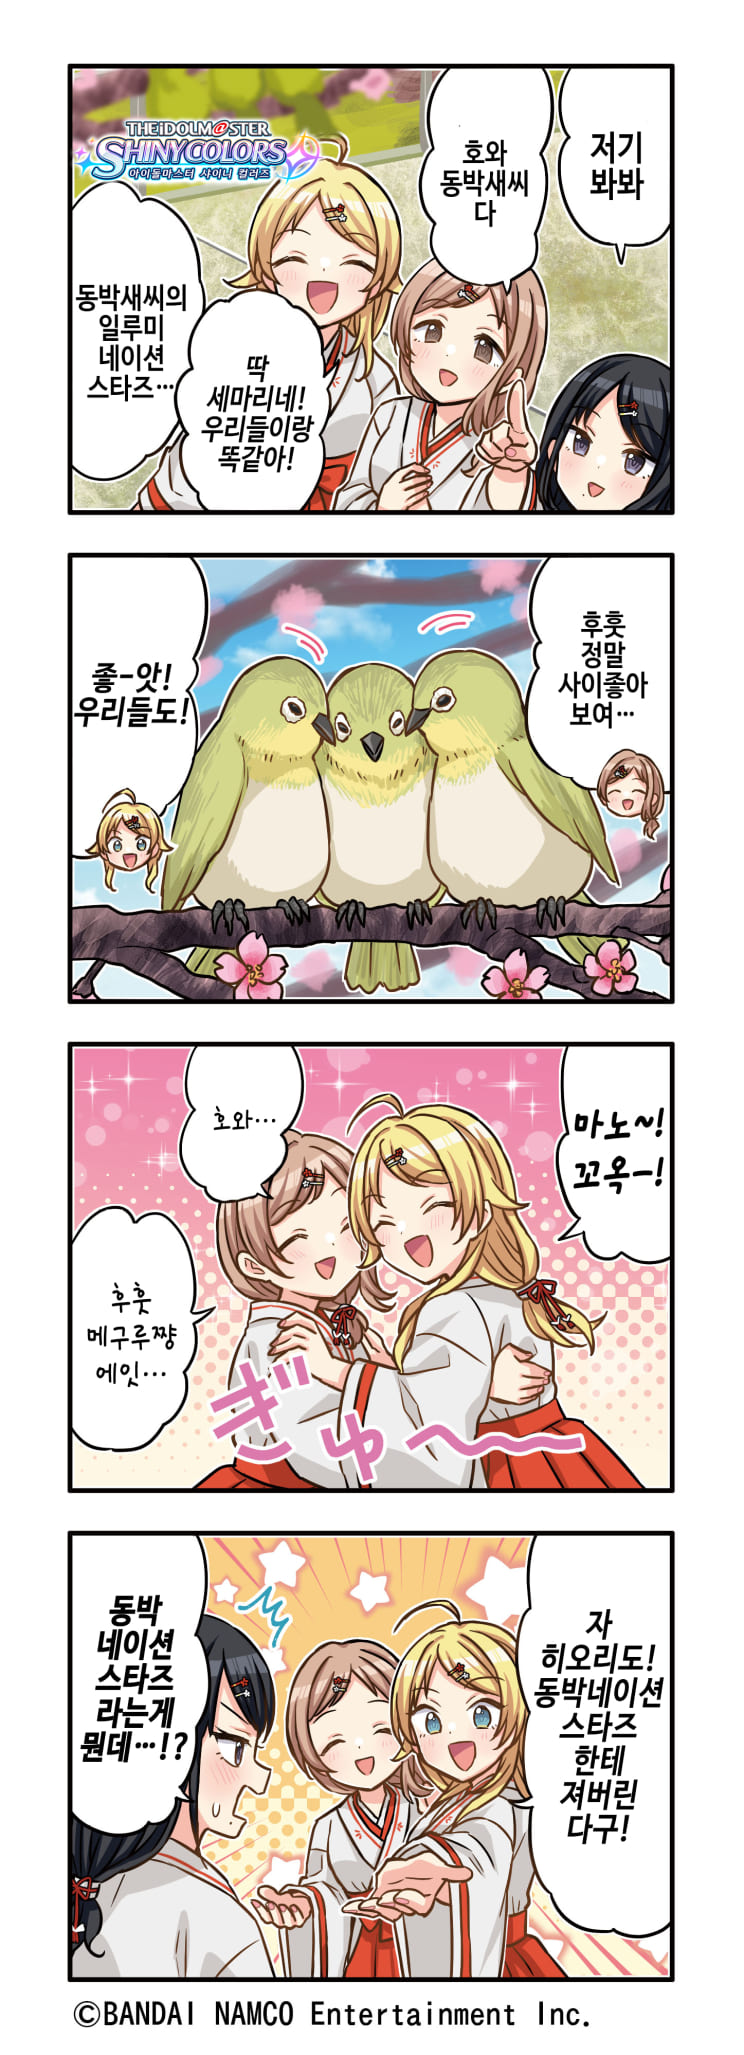 저기
봐봐
호와
동박새씨
다
THE iDOLM@STER
SHINYCOLORS
아이돌마스터 샤이니 컬러즈
딱
세마리네!
우리들이랑
똑같아!
동박새씨의
일루미
네이션
스타즈…
후훗
정말
사이좋아
보여…
좋-앗!
우리들도!
마노~!
꼬옥ー!
호와…
후훗
메구루쨩
에잇…
ぎゅ〜
자
히오리도!
동박네이션
스타즈
한테
져버린
다구!
동박
네이션
스타즈
라는게
뭔데…!?
©BANDAI NAMCO Entertainment Inc.